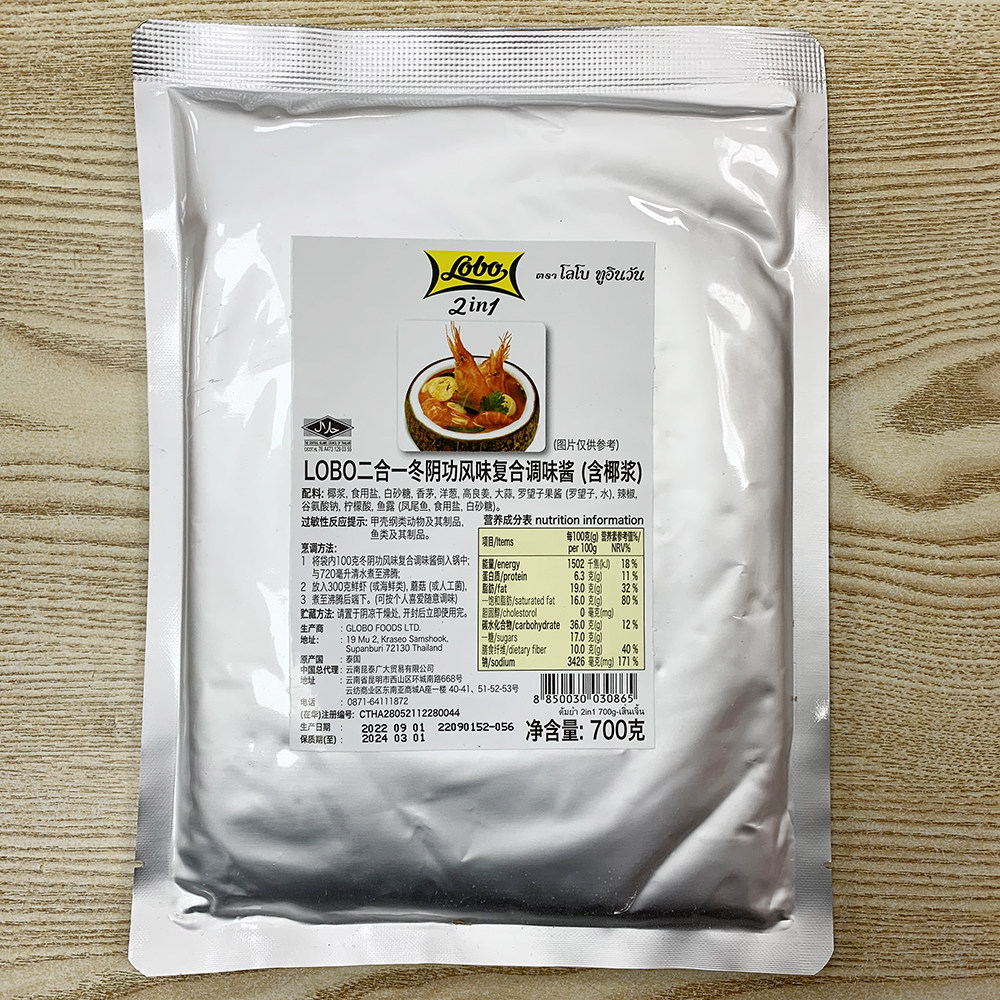 Lobo
ตรา โลโบ ทูอินวัน
2 in 1
(图片仅供参考)
THE CENTRAL ISLAMIC COUNCIL OF THAILAND
LOBO二合一冬阴功风味复合调味酱 (含椰浆)
配料: 椰浆, 食用盐, 白砂糖, 香茅, 洋葱, 高良姜, 大蒜, 罗望子果酱 (罗望子, 水), 辣椒,
谷氨酸钠, 柠檬酸, 鱼露 (凤尾鱼, 食用盐, 白砂糖)。
过敏性反应提示: 甲壳纲类动物及其制品,
鱼类及其制品。
烹调方法:
1 将袋内100克冬阴功风味复合调味酱倒入锅中;
与720毫升清水煮至沸腾;
2 放入300克鲜虾 (或海鲜类), 蘑菇 (或人工菌),
3 煮至沸腾后端下。(可按个人喜爱随意调味)
贮藏方法: 请置于阴凉干燥处, 开封后立即使用完。
营养成分表 nutrition information
项目/Items 每100克(g) per 100g 营养素参考值%/ NRV%
能量/energy 1502 千焦(kJ) 18 %
蛋白质/protein 6.3 克(g) 11 %
脂肪/fat 19.0 克(g) 32 %
一饱和脂肪/saturated fat 16.0 克(g) 80 %
胆固醇/cholestorol 0 毫克(mg)
碳水化合物/carbohydrate 36.0 克(g) 12 %
一糖/sugars 17.0 克(g)
膳食纤维/dietary fiber 10.0 克(g) 40 %
钠/sodium 3426 毫克(mg) 171 %
生产商 : GLOBO FOODS LTD.
地址: : 19 Mu 2, Kraseo Samshook,
Supanburi 72130 Thailand
原产国 : 泰国
中国总代理 : 云南昆泰广大贸易有限公司
地址 : 云南省昆明市西山区环城南路668号
云纺商业区东南亚商城A座一楼 40-41、51-52-53号
电话 : 0871-64111872
(在华)注册编号: CTHA28052112280044
生产日期 : 2022 09 01 22090152-056
保质期(至) : 2024 03 01
8 850030 030865
ต้มยำ 2in1 700g-เส้นเจิ้น
净含量: 700克